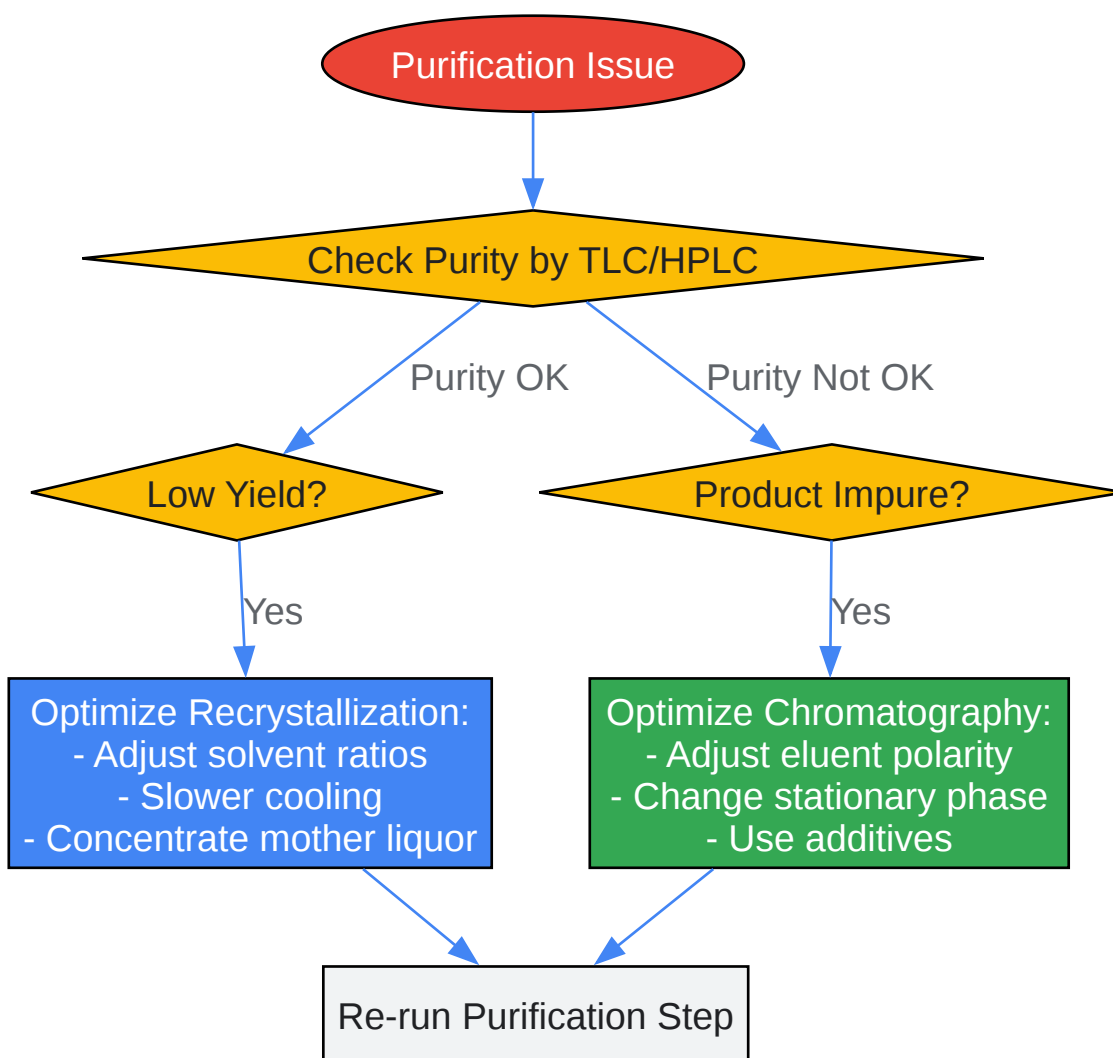 Purification Issue
Check Purity by TLC/HPLC
Purity OK
Purity Not OK
Low Yield?
Product Impure?
Yes
Yes
Optimize Recrystallization:
- Adjust solvent ratios
- Slower cooling
- Concentrate mother liquor
Optimize Chromatography:
- Adjust eluent polarity
- Change stationary phase
- Use additives
Re-run Purification Step